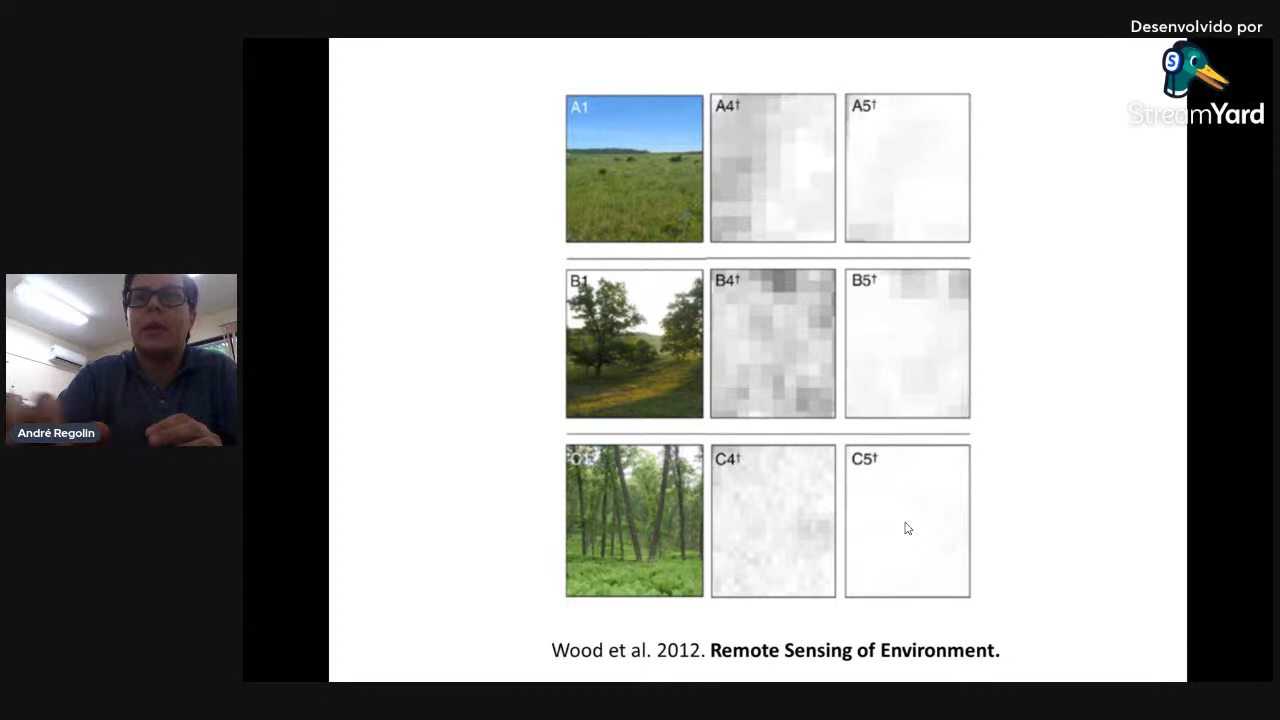 Desenvolvido por
S
StreamYard
A1 A4† A5†
B1 B4† B5†
C1 C4† C5†
André Regolin
Wood et al. 2012. Remote Sensing of Environment.